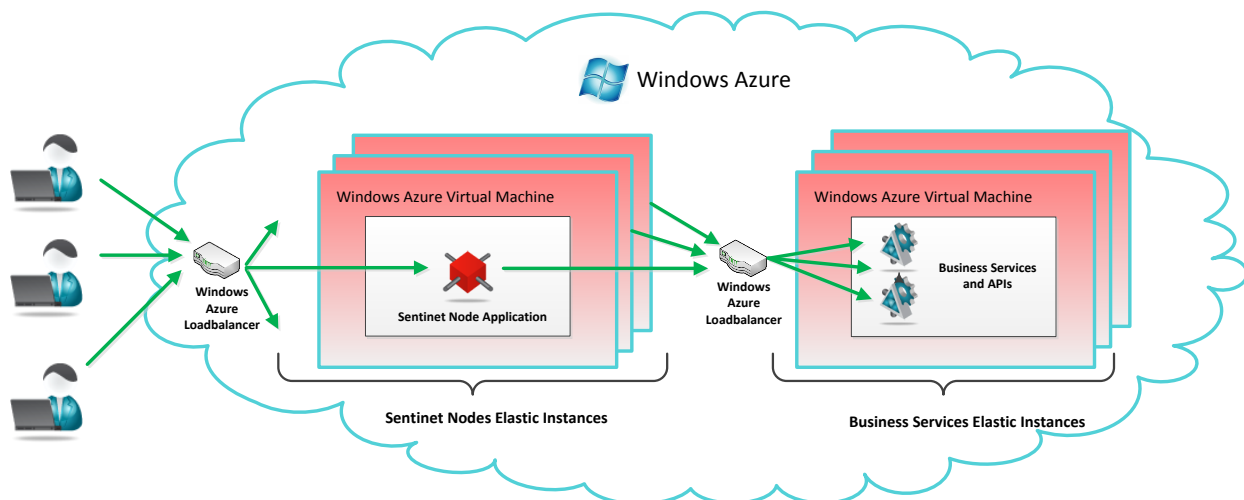 Windows Azure
Windows Azure Virtual Machine
Windows Azure Virtual Machine
Windows
Azure
Loadbalancer
Sentinet Node Application
Windows
Azure
Loadbalancer
Business Services
and APIs
Sentinet Nodes Elastic Instances
Business Services Elastic Instances